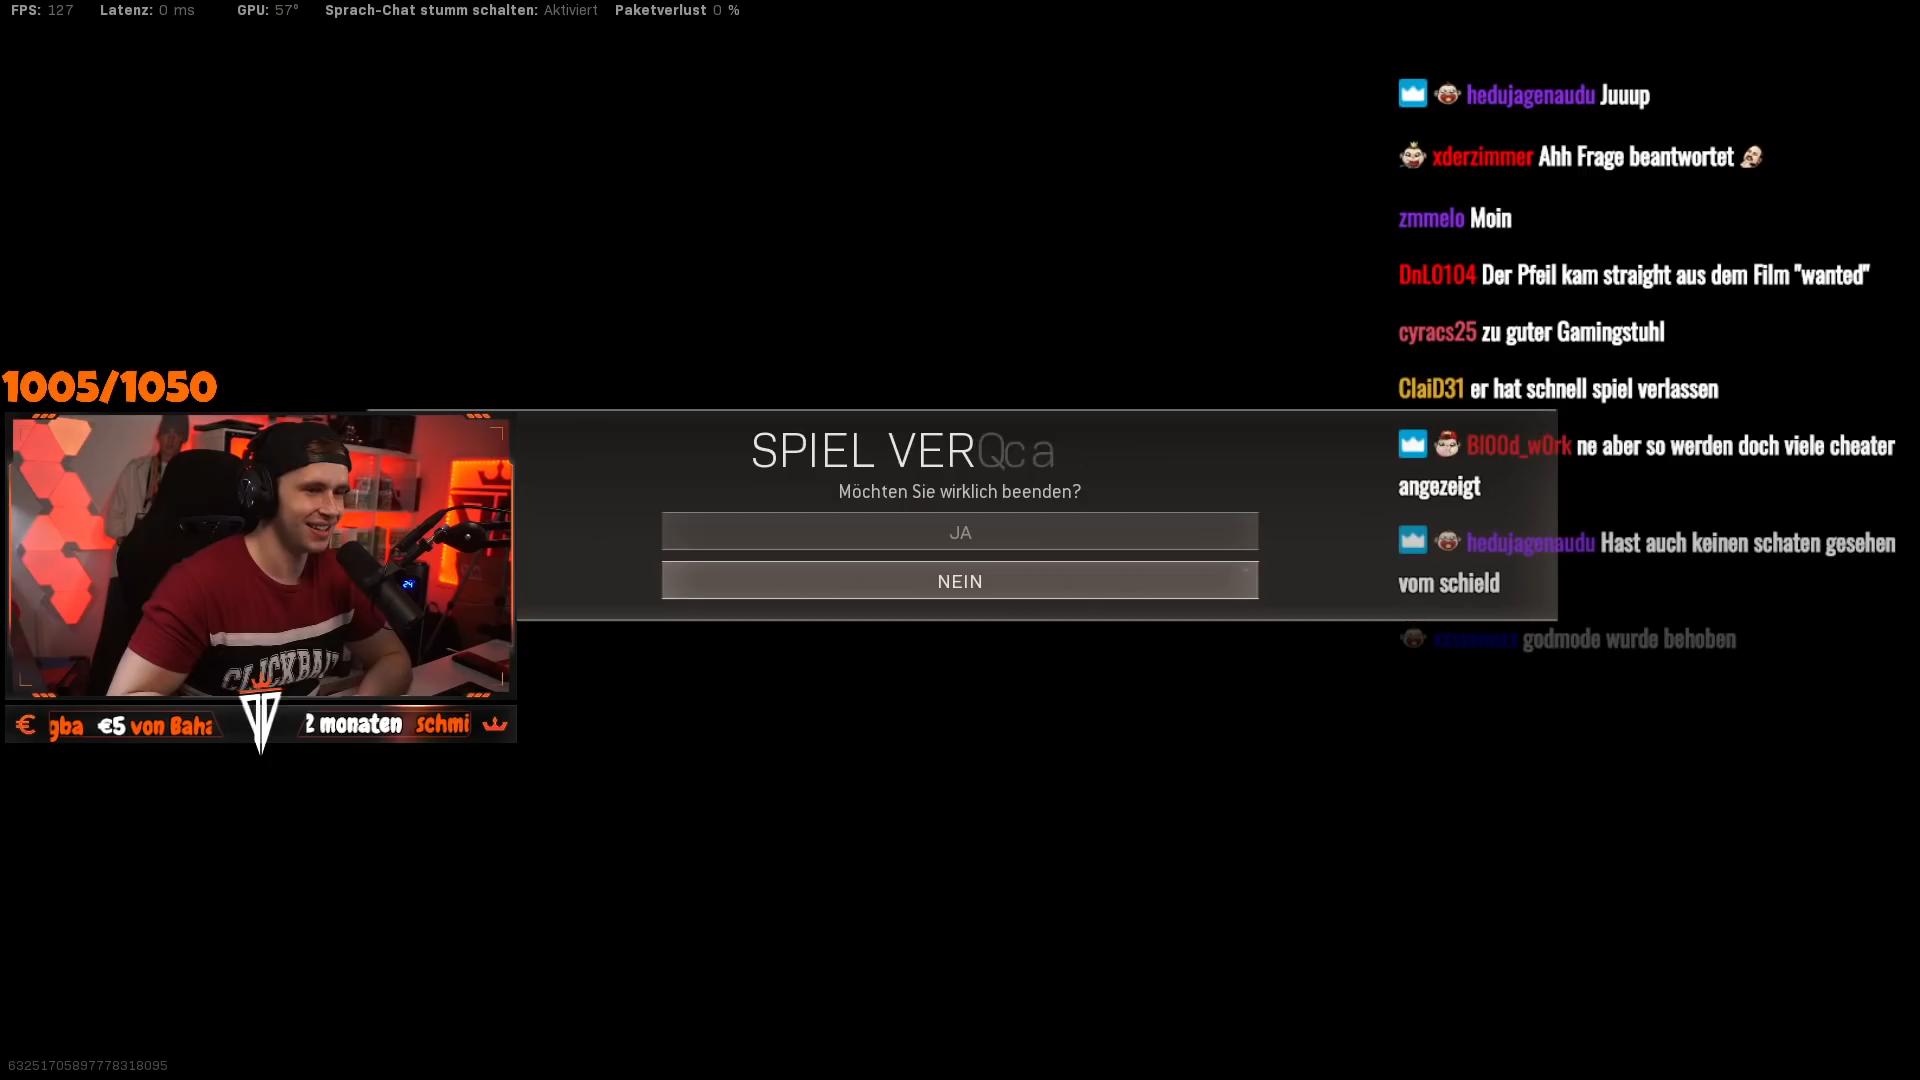 FPS: 127 Latenz: 0 ms GPU: 57° Sprach-Chat stumm schalten: Aktiviert Paketverlust 0 %
hedujagenaudu Juuup
xderzimmer Ahh Frage beantwortet
zmmelo Moin
DnL0104 Der Pfeil kam straight aus dem Film "wanted"
cyracs25 zu guter Gamingstuhl
ClaiD31 er hat schnell spiel verlassen
Bl00d_w0rk ne aber so werden doch viele cheater
angezeigt
hedujagenaudu Hast auch keinen schaten gesehen
vom schield
godmode wurde behoben
1005/1050
SPIEL VERQca
Möchten Sie wirklich beenden?
JA
NEIN
CLICKBAIT
24
€ gba €5 von Baha
2 monaten schmi
63251705897778318095